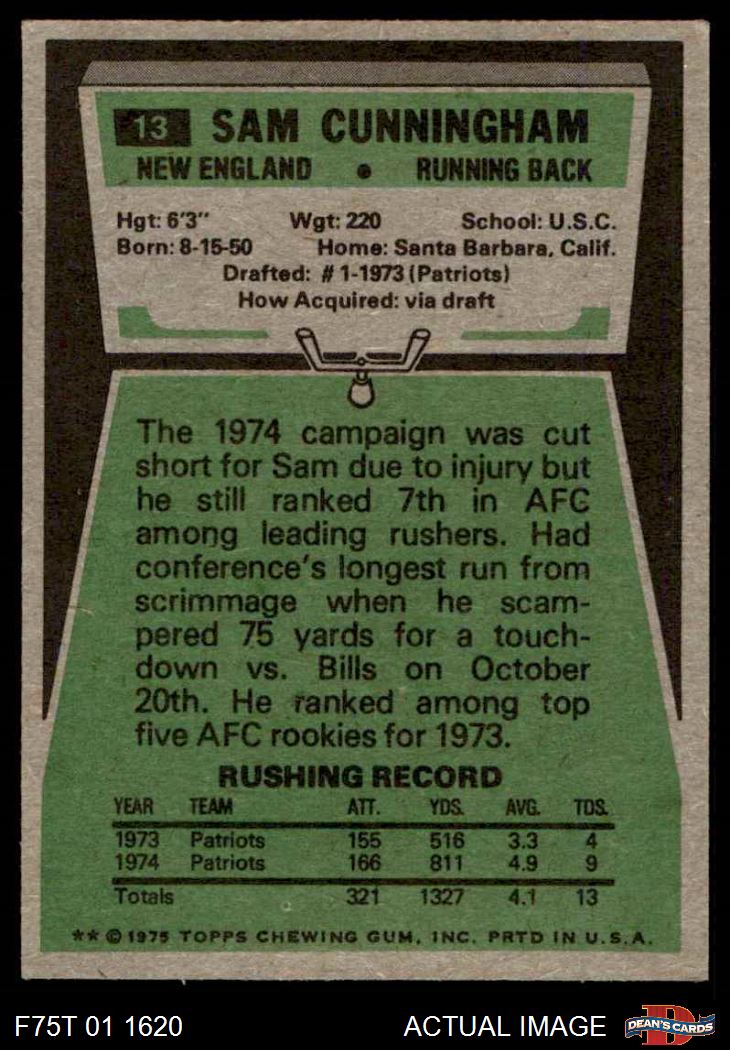 13 SAM CUNNINGHAM
NEW ENGLAND • RUNNING BACK
Hgt: 6'3" Wgt: 220 School: U.S.C.
Born: 8-15-50 Home: Santa Barbara, Calif.
Drafted: #1-1973 (Patriots)
How Acquired: via draft
The 1974 campaign was cut
short for Sam due to injury but
he still ranked 7th in AFC
among leading rushers. Had
conference's longest run from
scrimmage when he scam-
pered 75 yards for a touch-
down vs. Bills on October
20th. He ranked among top
five AFC rookies for 1973.
RUSHING RECORD
YEAR TEAM ATT. YDS. AVG. TDS.
1973 Patriots 155 516 3.3 4
1974 Patriots 166 811 4.9 9
Totals 321 1327 4.1 13
** © 1975 TOPPS CHEWING GUM, INC. PRTD IN U.S.A.
F75T 01 1620 ACTUAL IMAGE D DEAN'S CARDS